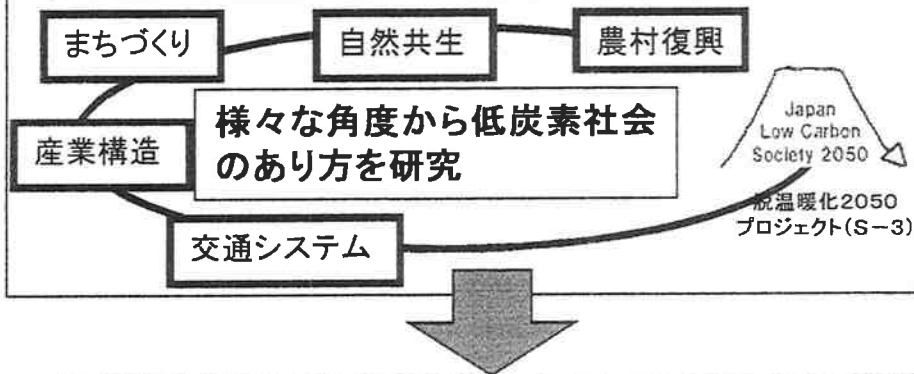 まちづくり
自然共生
農村復興
産業構造
様々な角度から低炭素社会
のあり方を研究
交通システム
Japan
Low Carbon
Society 2050
脱温暖化2050
プロジェクト(S-3)